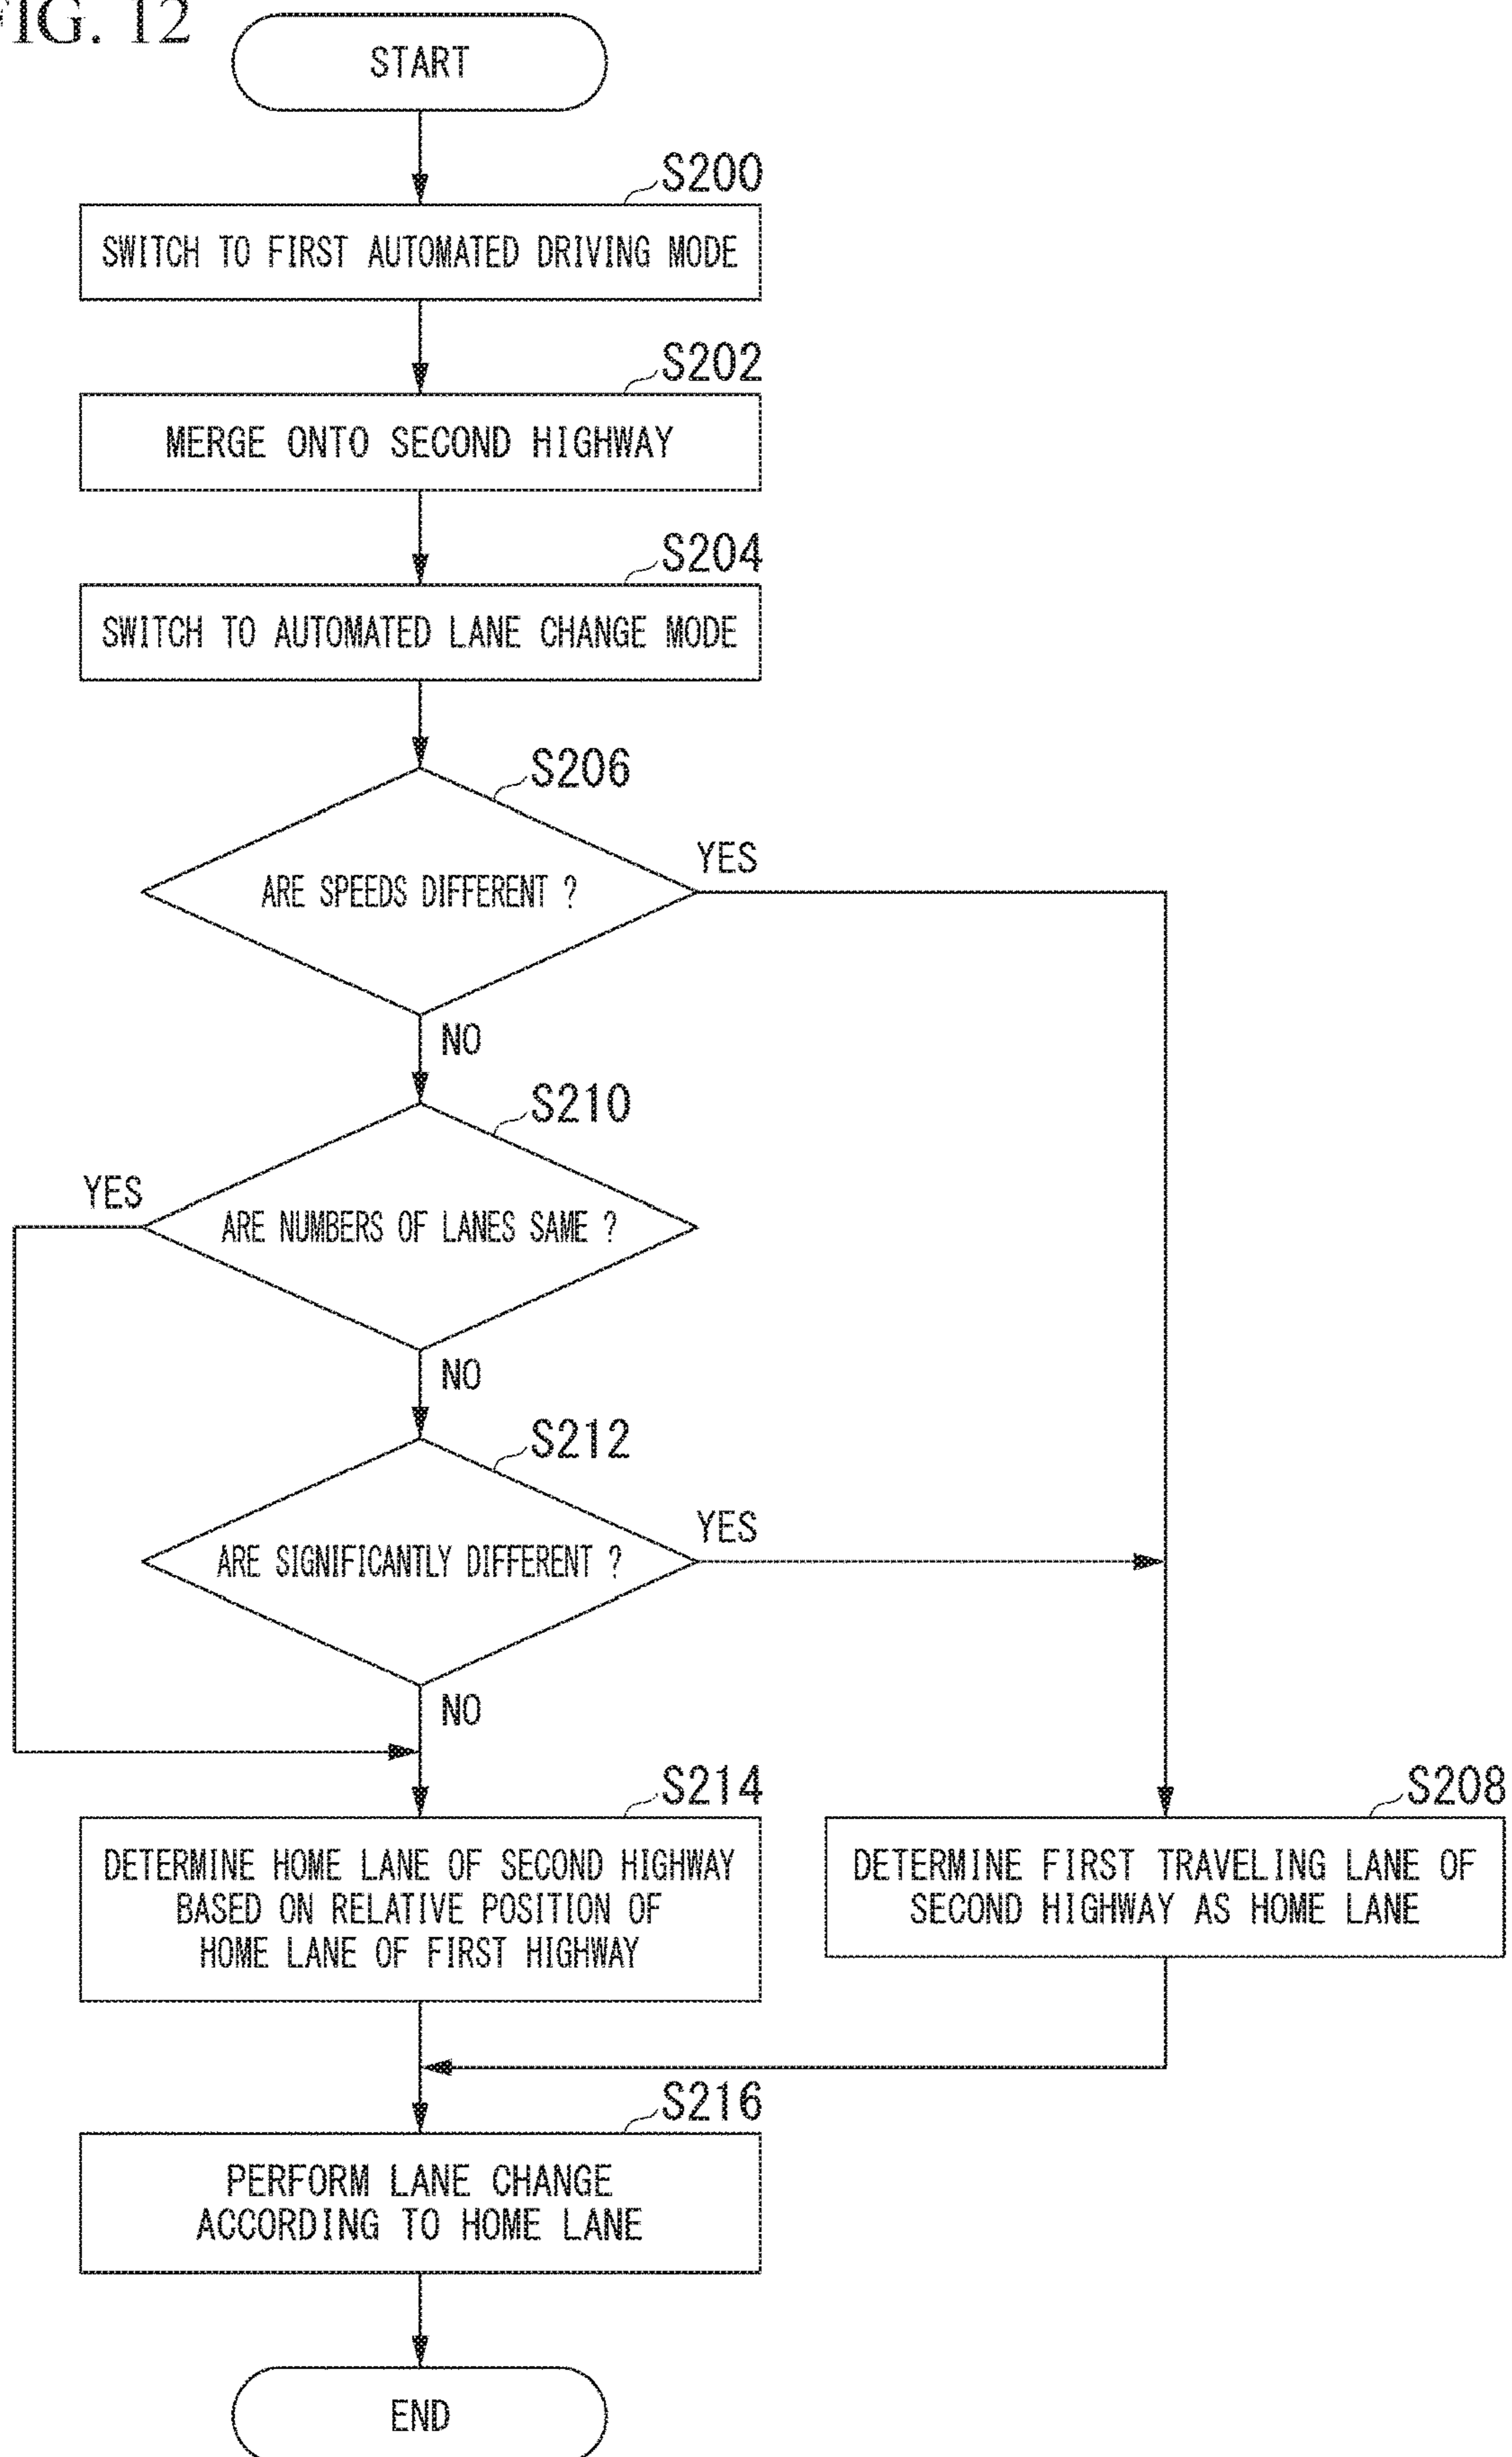 FIG. 12
START
S200
SWITCH TO FIRST AUTOMATED DRIVING MODE
S202
MERGE ONTO SECOND HIGHWAY
S204
SWITCH TO AUTOMATED LANE CHANGE MODE
S206
ARE SPEEDS DIFFERENT ?
YES
NO
S210
ARE NUMBERS OF LANES SAME ?
YES
NO
S212
ARE SIGNIFICANTLY DIFFERENT ?
YES
NO
S214
DETERMINE HOME LANE OF SECOND HIGHWAY
BASED ON RELATIVE POSITION OF
HOME LANE OF FIRST HIGHWAY
S208
DETERMINE FIRST TRAVELING LANE OF
SECOND HIGHWAY AS HOME LANE
S216
PERFORM LANE CHANGE
ACCORDING TO HOME LANE
END